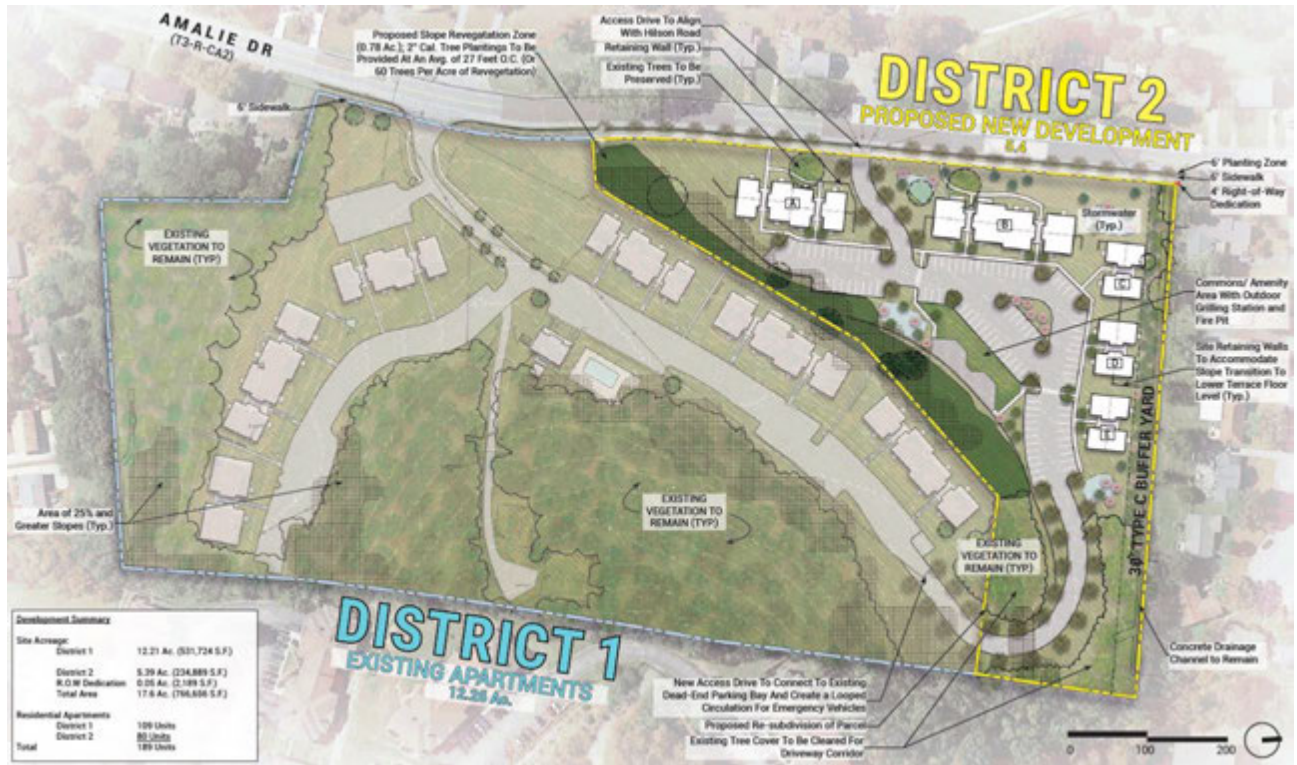 AMALIE DR
(T3-R-CA2)
6' Sidewalk
Proposed Slope Revegatation Zone
(0.78 Ac.); 2" Cal. Tree Plantings To Be
Provided At An Avg. of 27 Feet O.C. (Or
60 Trees Per Acre of Revegetation)
Access Drive To Align
With Hilson Road
Retaining Wall (Typ.)
Existing Trees To Be
Preserved (Typ.)
DISTRICT 2
PROPOSED NEW DEVELOPMENT
5.4
6' Planting Zone
6' Sidewalk
4' Right-of-Way
Dedication
Stormwater
(Typ.)
A
B
C
D
E
Commons/ Amenity
Area With Outdoor
Grilling Station and
Fire Pit
Site Retaining Walls
To Accommodate
Slope Transition To
Lower Terrace Floor
Level (Typ.)
30' TYPE C BUFFER YARD
EXISTING
VEGETATION TO
REMAIN (TYP.)
EXISTING
VEGETATION TO
REMAIN (TYP.)
EXISTING
VEGETATION TO
REMAIN (TYP.)
Area of 25% and
Greater Slopes (Typ.)
DISTRICT 1
EXISTING APARTMENTS
12.26 Ac.
New Access Drive To Connect To Existing
Dead-End Parking Bay And Create a Looped
Circulation For Emergency Vehicles
Proposed Re-subdivision of Parcel
Existing Tree Cover To Be Cleared For
Driveway Corridor
Concrete Drainage
Channel to Remain
Development Summary
Site Acreage:
District 1 12.21 Ac. (531,724 S.F.)
District 2 5.39 Ac. (234,889 S.F.)
R.O.W Dedication 0.05 Ac. (2,189 S.F.)
Total Area 17.6 Ac. (766,656 S.F.)
Residential Apartments
District 1 109 Units
District 2 80 Units
Total 189 Units
0 100 200